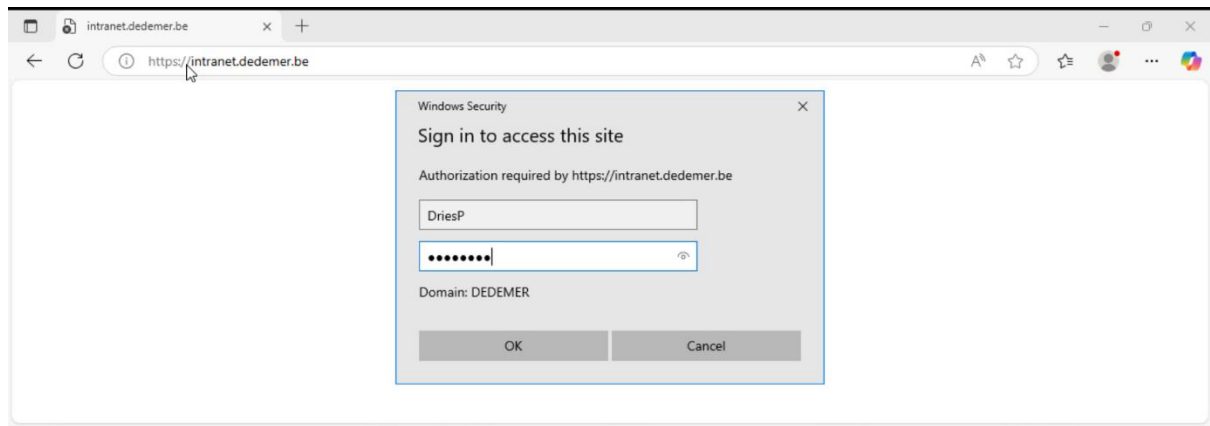 intranet.dedemer.be
https://intranet.dedemer.be
Windows Security
Sign in to access this site
Authorization required by https://intranet.dedemer.be
DriesP
••••••••
Domain: DEDEMER
OK Cancel